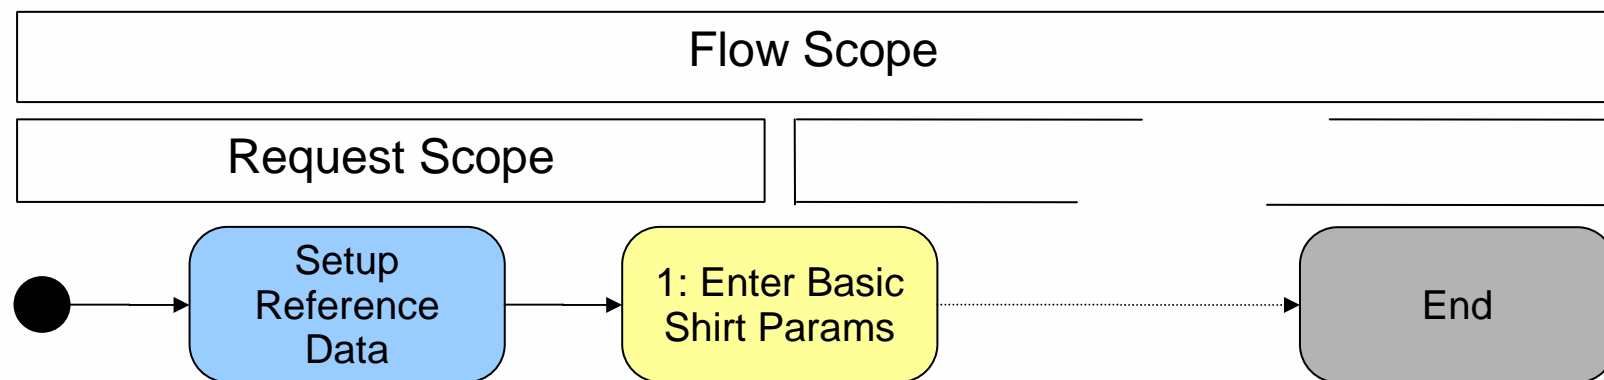 Flow Scope
Request Scope
Setup
Reference
Data
1: Enter Basic
Shirt Params
End